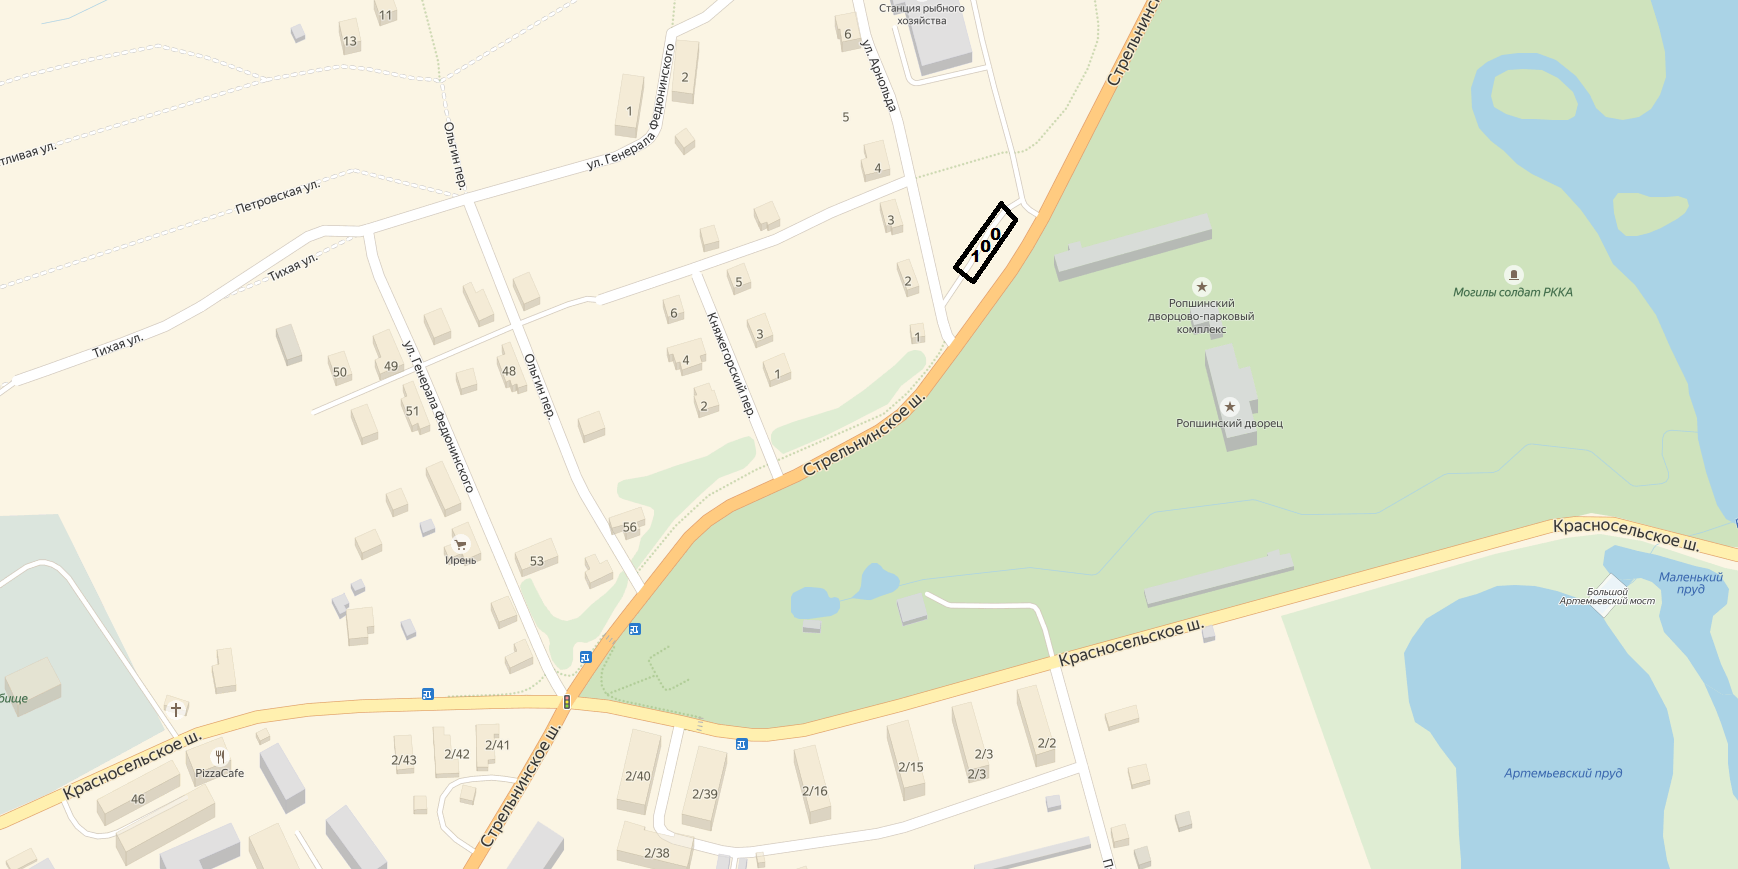 11
13
Станция рыбного
хозяйства
6
ул. Арнольда
Стрельнинск
2
1
ул. Генерала Федюнинского
5
4
Ольгин пер.
тливая ул.
Петровская ул.
Тихая ул.
3
100
2
1
5
6
3
4
1
2
Княжегорский пер.
Ропшинский
дворцово-парковый
комплекс
Могилы солдат РККА
Ропшинский дворец
Тихая ул.
50
49
51
48
ул. Генерала Федюнинского
Ольгин пер.
Стрельнинское ш.
56
53
Ирень
Красносельское ш.
Маленький
пруд
Большой
Артемьевский мост
Красносельское ш.
бище
Красносельское ш.
PizzaCafe
46
2/43
2/42
2/41
Стрельнинское ш.
2/40
2/39
2/38
2/16
2/15
2/3
2/3
2/2
Артемьевский пруд